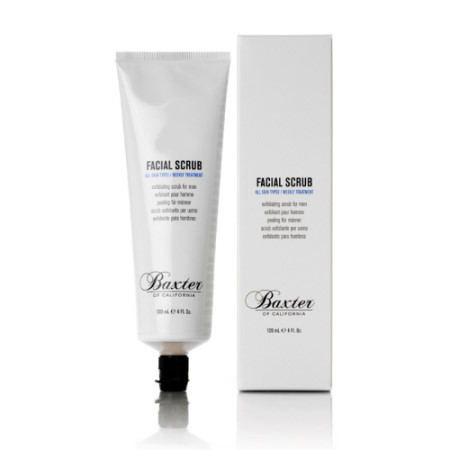 FACIAL SCRUB
ALL SKIN TYPES / WEEKLY TREATMENT
exfoliating scrub for men
exfoliant pour homme
peeling für männer
scrub esfoliante per uomo
exfoliante para hombres
Baxter
OF CALIFORNIA
120 mL ℮ 4 fl. Oz.
FACIAL SCRUB
ALL SKIN TYPES / WEEKLY TREATMENT
exfoliating scrub for men
exfoliant pour homme
peeling für männer
scrub esfoliante per uomo
exfoliante para hombres
Baxter
OF CALIFORNIA
120 mL ℮ 4 fl. Oz.